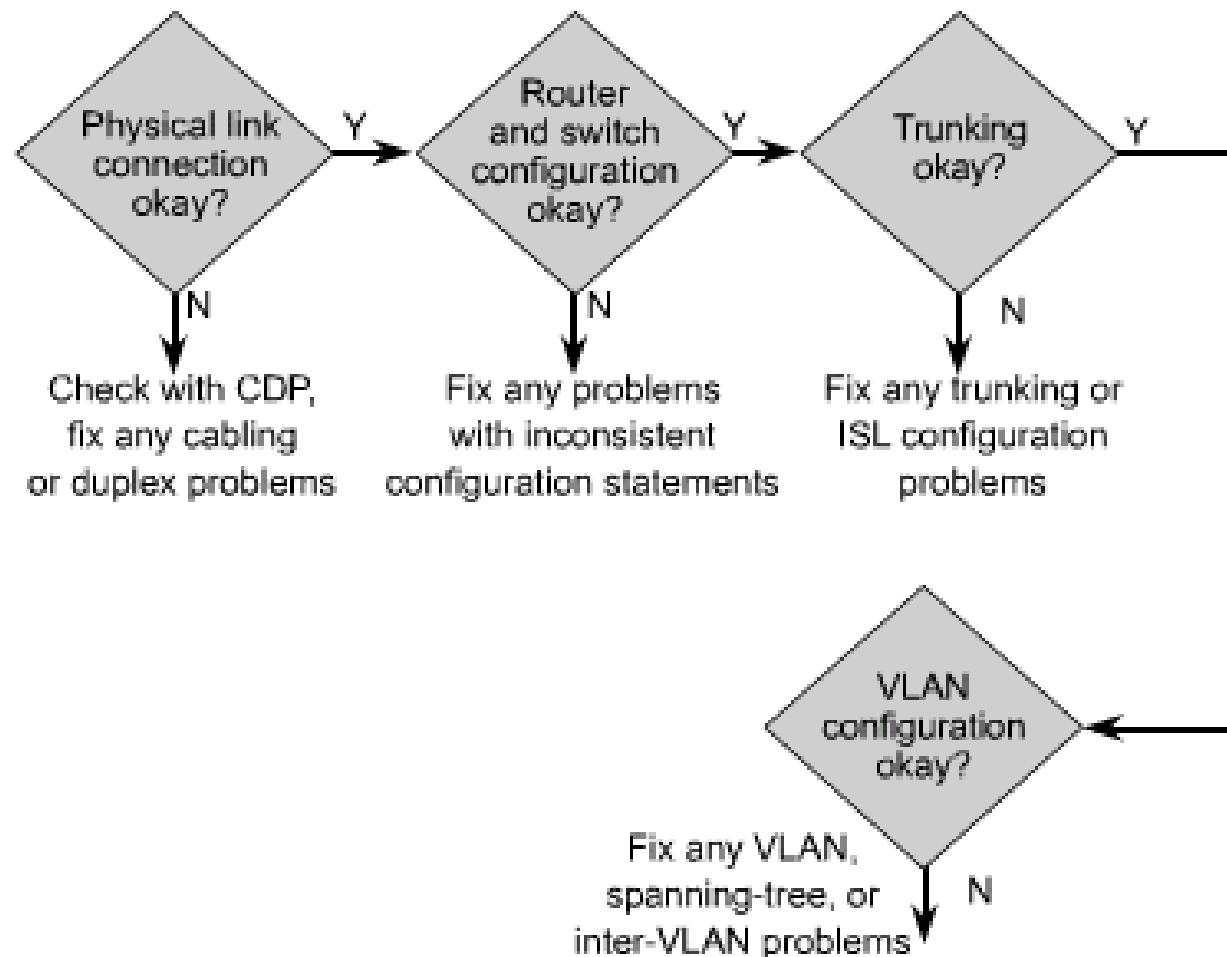 Physical link
connection
okay?
Y
Router
and switch
configuration
okay?
Y
Trunking
okay?
Y
N
Check with CDP,
fix any cabling
or duplex problems
N
Fix any problems
with inconsistent
configuration statements
N
Fix any trunking or
ISL configuration
problems
VLAN
configuration
okay?
N
Fix any VLAN,
spanning-tree, or
inter-VLAN problems